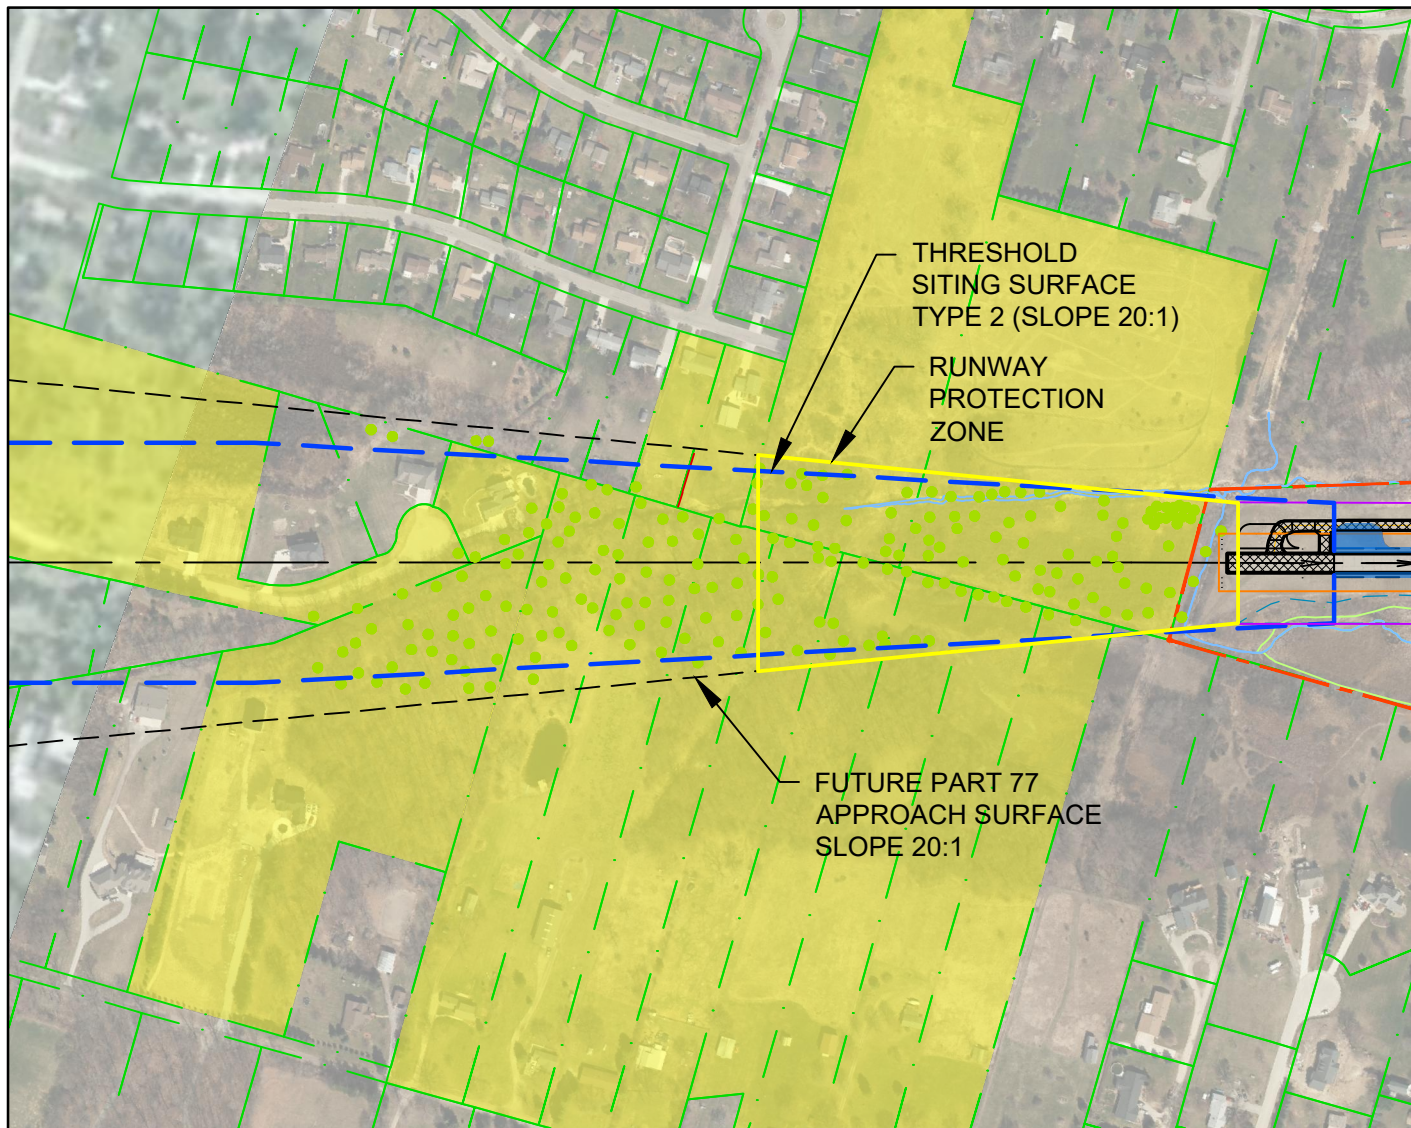 THRESHOLD
SITING SURFACE
TYPE 2 (SLOPE 20:1)
RUNWAY
PROTECTION
ZONE
FUTURE PART 77
APPROACH SURFACE
SLOPE 20:1